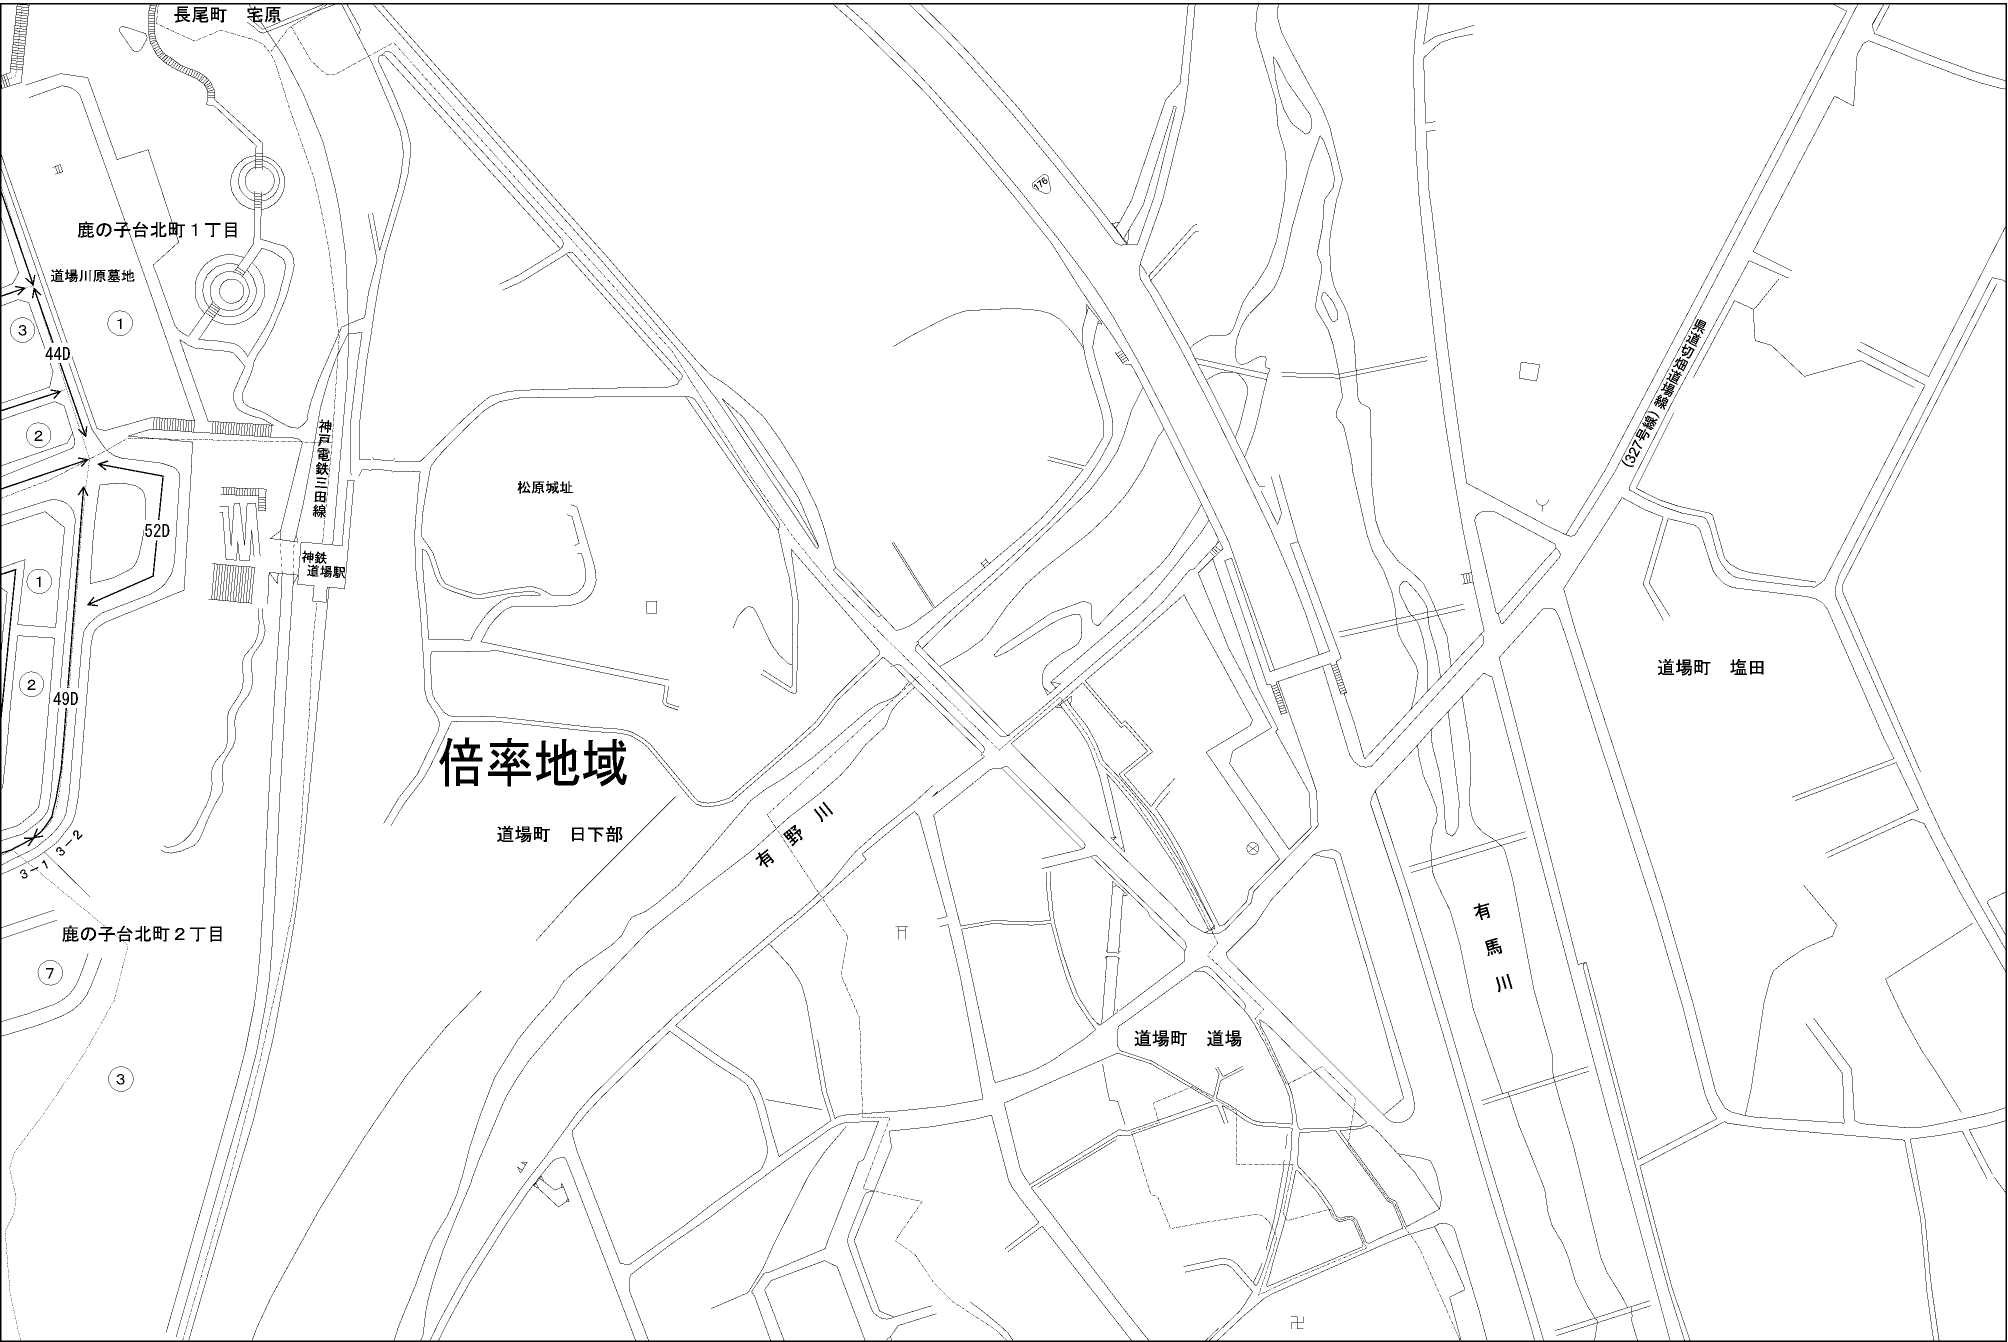 長尾町　宅原
176
鹿の子台北町１丁目
道場川原墓地
1
3
44D
2
県道切畑道場線
(327号線)
神戸電鉄三田線
松原城址
52D
神鉄
道場駅
1
2
49D
道場町　塩田
倍率地域
道場町　日下部
有野川
3－1
3－2
有馬川
鹿の子台北町２丁目
7
道場町　道場
3